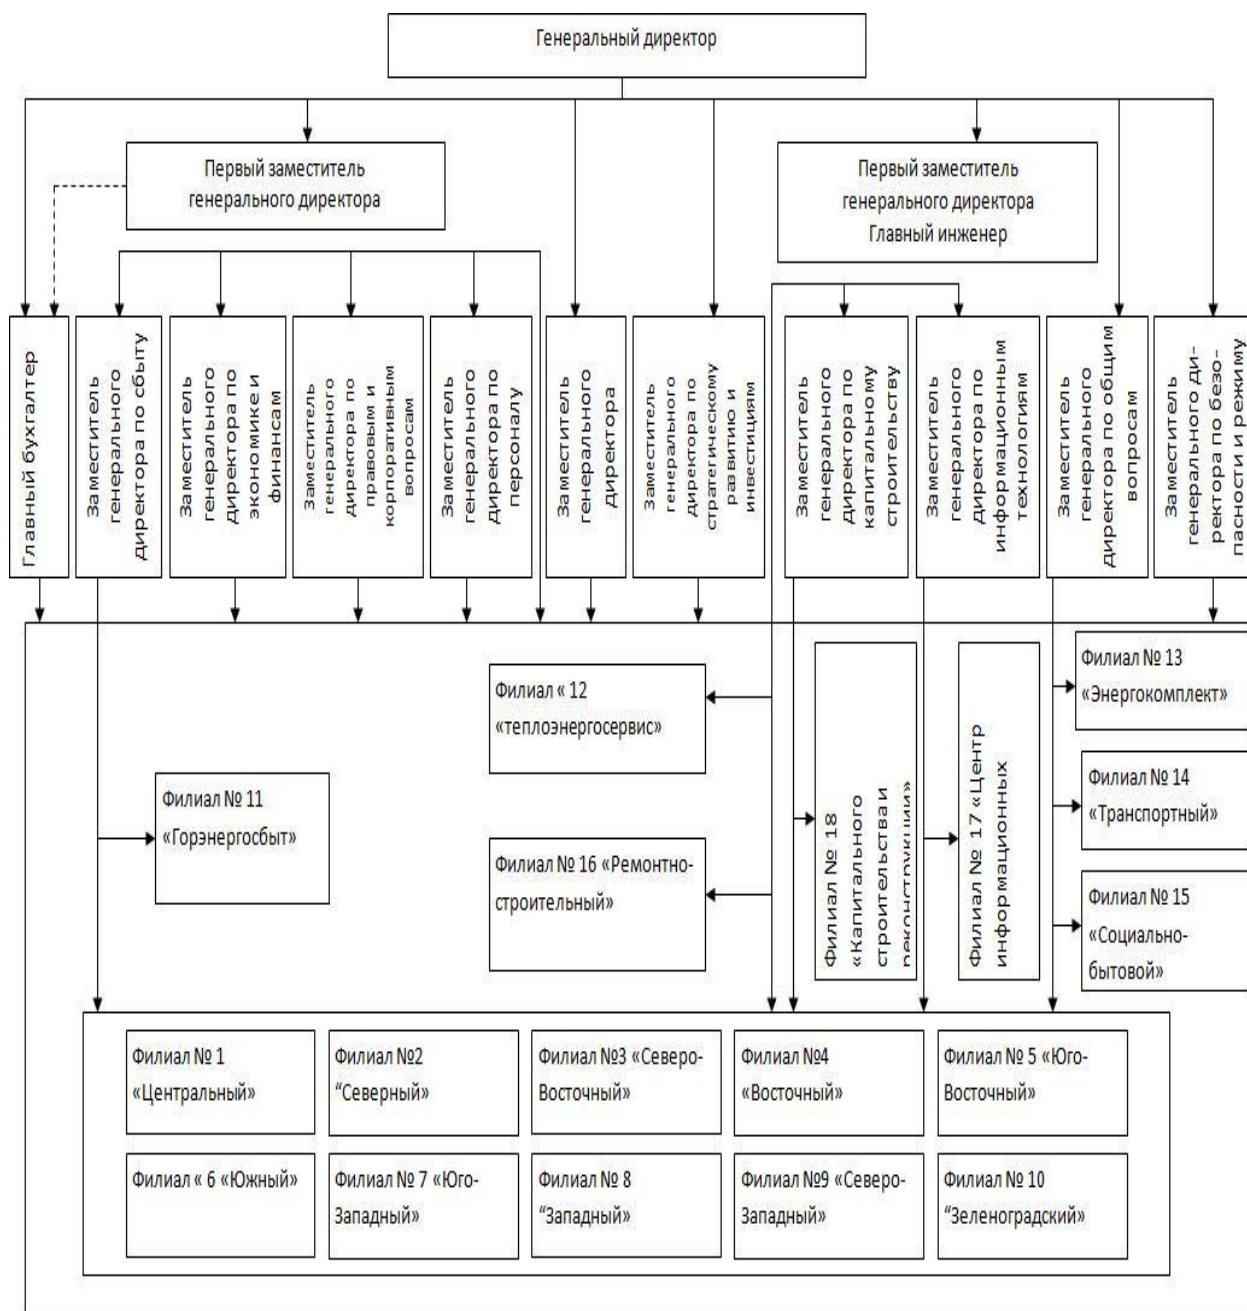 Генеральный директор
Первый заместитель
генерального директора
Первый заместитель
генерального директора
Главный инженер
Главный бухгалтер
Заместитель
генерального
директора по сбыту
Заместитель
генерального
директора по
экономике и
финансам
Заместитель
генерального
директора по
правовым и
корпоративным
вопросам
Заместитель
генерального
директора по
персоналу
Заместитель
генерального
директора
Заместитель
генерального
директора по
стратегическому
развитию и
инвестициям
Заместитель
генерального
директора по
капитальному
строительству
Заместитель
генерального
директора по
информационным
технологиям
Заместитель
генерального
директора по общим
вопросам
Заместитель
генерального ди-
ректора по безо-
пасности и режиму
Филиал « 12
«теплоэнергосервис»
Филиал № 13
«Энергокомплект»
Филиал № 11
«Горэнергосбыт»
Филиал № 16 «Ремонтно-
строительный»
Филиал № 18
«Капитального
строительства и
реконструкции»
Филиал № 17 «Центр
информационных
Филиал № 14
«Транспортный»
Филиал № 15
«Социально-
бытовой»
Филиал № 1
«Центральный»
Филиал №2
“Северный»
Филиал №3 «Северо-
Восточный»
Филиал №4
«Восточный»
Филиал № 5 «Юго-
Восточный»
Филиал « 6 «Южный»
Филиал № 7 «Юго-
Западный»
Филиал № 8
“Западный»
Филиал №9 «Северо-
Западный»
Филиал № 10
“Зеленоградский»